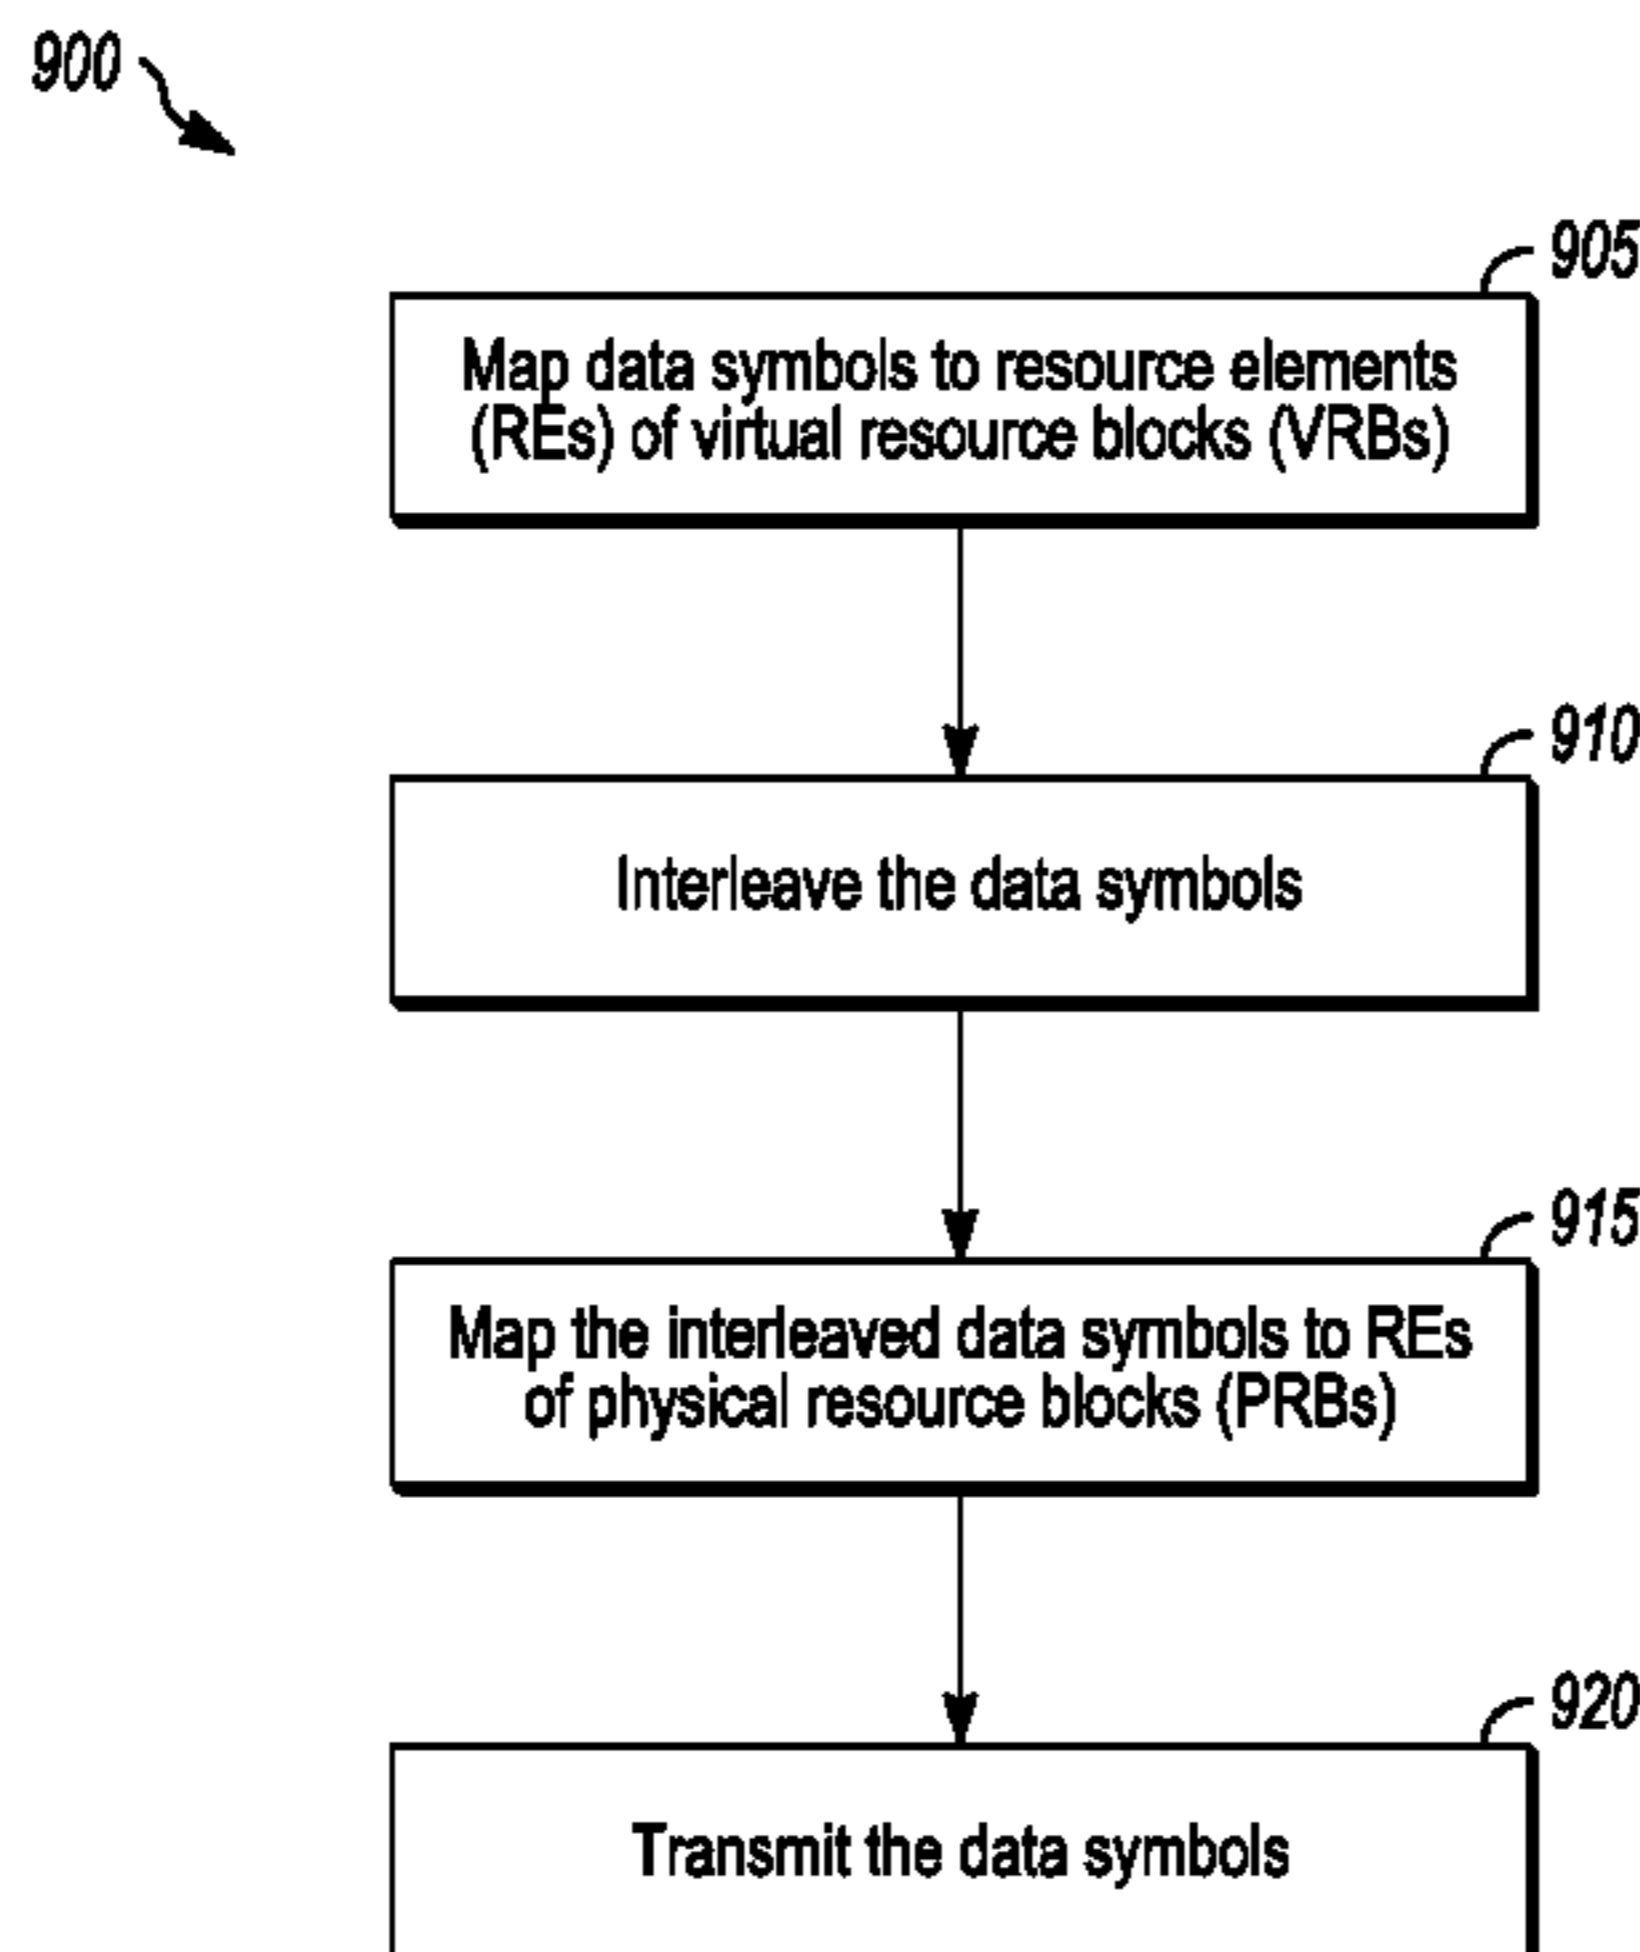 900
905
Map data symbols to resource elements
(REs) of virtual resource blocks (VRBs)
910
Interleave the data symbols
915
Map the interleaved data symbols to REs
of physical resource blocks (PRBs)
920
Transmit the data symbols